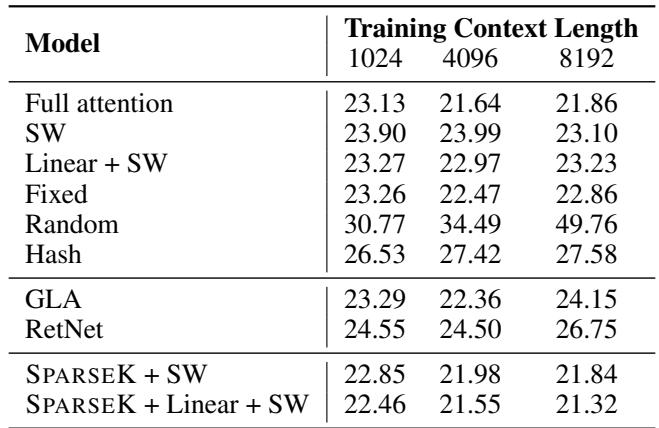 Model Training Context Length
1024 4096 8192
Full attention 23.13 21.64 21.86
SW 23.90 23.99 23.10
Linear + SW 23.27 22.97 23.23
Fixed 23.26 22.47 22.86
Random 30.77 34.49 49.76
Hash 26.53 27.42 27.58
GLA 23.29 22.36 24.15
RetNet 24.55 24.50 26.75
SPARSEK + SW 22.85 21.98 21.84
SPARSEK + Linear + SW 22.46 21.55 21.32